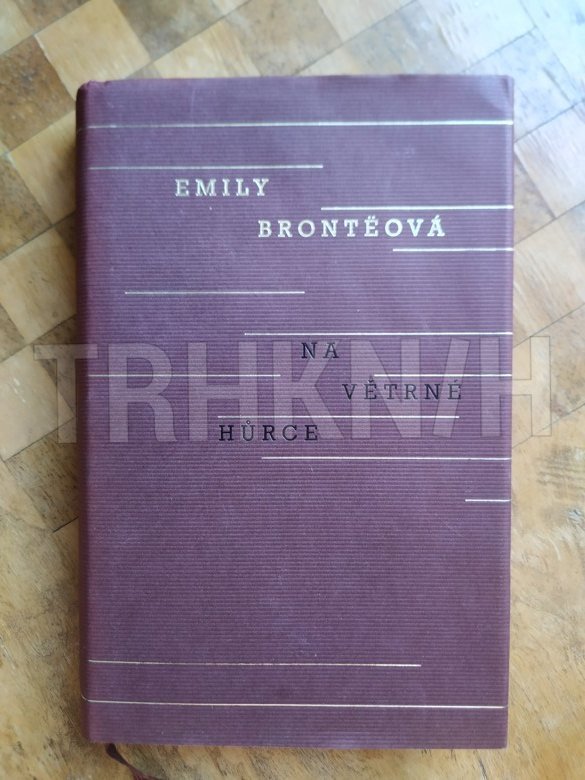 EMILY
BRONTËOVÁ
NA
VĚTRNÉ
HŮRCE
TRHKNIH